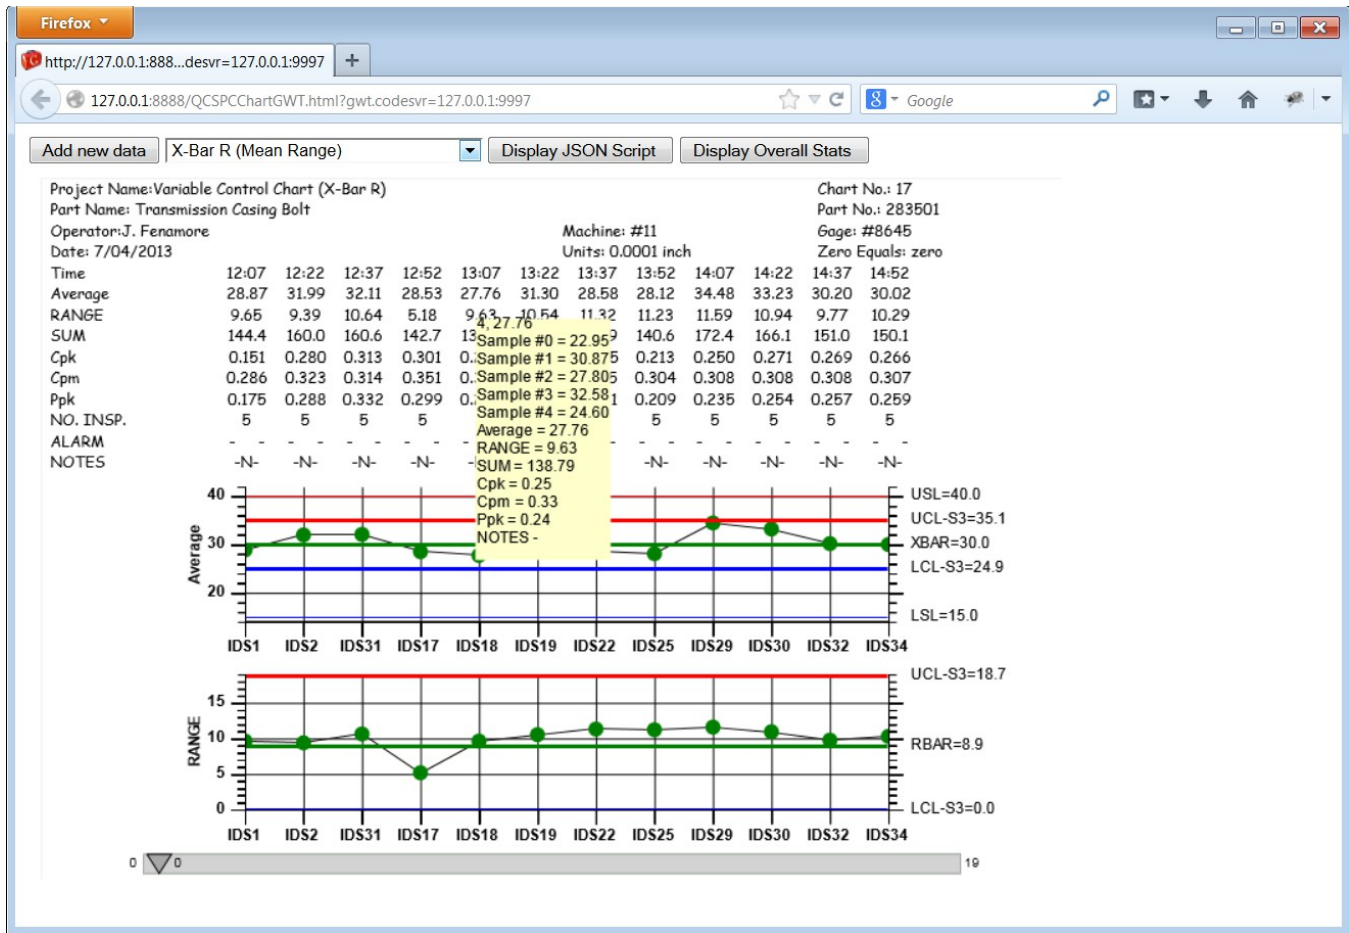 Firefox
http://127.0.0.1:888...desvr=127.0.0.1:9997
127.0.0.1:8888/QCSPCChartGWT.html?gwt.codesvr=127.0.0.1:9997
Google
Add new data X-Bar R (Mean Range) Display JSON Script Display Overall Stats
Project Name:Variable Control Chart (X-Bar R) Chart No.: 17
Part Name: Transmission Casing Bolt Part No.: 283501
Operator:J. Fenamore Machine: #11 Gage: #8645
Date: 7/04/2013 Units: 0.0001 inch Zero Equals: zero
Time 12:07 12:22 12:37 12:52 13:07 13:22 13:37 13:52 14:07 14:22 14:37 14:52
Average 28.87 31.99 32.11 28.53 27.76 31.30 28.58 28.12 34.48 33.23 30.20 30.02
RANGE 9.65 9.39 10.64 5.18 9.63 10.54 11.32 11.23 11.59 10.94 9.77 10.29
SUM 144.4 160.0 160.6 142.7 140.6 172.4 166.1 151.0 150.1
Cpk 0.151 0.280 0.313 0.301 0.213 0.250 0.271 0.269 0.266
Cpm 0.286 0.323 0.314 0.351 0.304 0.308 0.308 0.308 0.307
Ppk 0.175 0.288 0.332 0.299 0.209 0.235 0.254 0.257 0.259
NO. INSP. 5 5 5 5 5 5 5 5 5
ALARM - - - - - - - - - - - - - - - - - -
NOTES -N- -N- -N- -N- -N- -N- -N- -N- -N-
4, 27.76
Sample #0 = 22.95
Sample #1 = 30.87
Sample #2 = 27.80
Sample #3 = 32.58
Sample #4 = 24.60
Average = 27.76
RANGE = 9.63
SUM = 138.79
Cpk = 0.25
Cpm = 0.33
Ppk = 0.24
NOTES -
Average
40
30
20
USL=40.0
UCL-S3=35.1
XBAR=30.0
LCL-S3=24.9
LSL=15.0
IDS1 IDS2 IDS31 IDS17 IDS18 IDS19 IDS22 IDS25 IDS29 IDS30 IDS32 IDS34
RANGE
15
10
5
0
UCL-S3=18.7
RBAR=8.9
LCL-S3=0.0
IDS1 IDS2 IDS31 IDS17 IDS18 IDS19 IDS22 IDS25 IDS29 IDS30 IDS32 IDS34
0 0 19